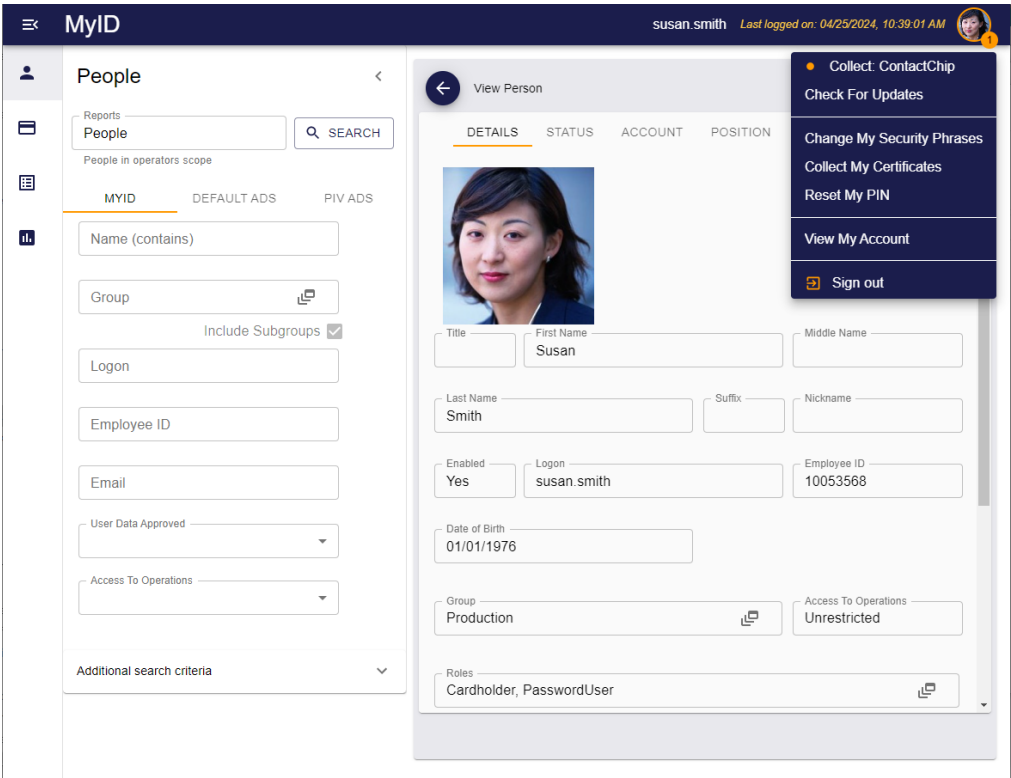 MyID
susan.smith Last logged on: 04/25/2024, 10:39:01 AM
1
Collect: ContactChip
Check For Updates
Change My Security Phrases
Collect My Certificates
Reset My PIN
View My Account
Sign out
People
Reports
People
SEARCH
People in operators scope
MYID DEFAULT ADS PIV ADS
Name (contains)
Group
Include Subgroups
Logon
Employee ID
Email
User Data Approved
Access To Operations
Additional search criteria
View Person
DETAILS STATUS ACCOUNT POSITION
Title First Name Middle Name
Susan
Last Name Suffix Nickname
Smith
Enabled Logon Employee ID
Yes susan.smith 10053568
Date of Birth
01/01/1976
Group Access To Operations
Production Unrestricted
Roles
Cardholder, PasswordUser